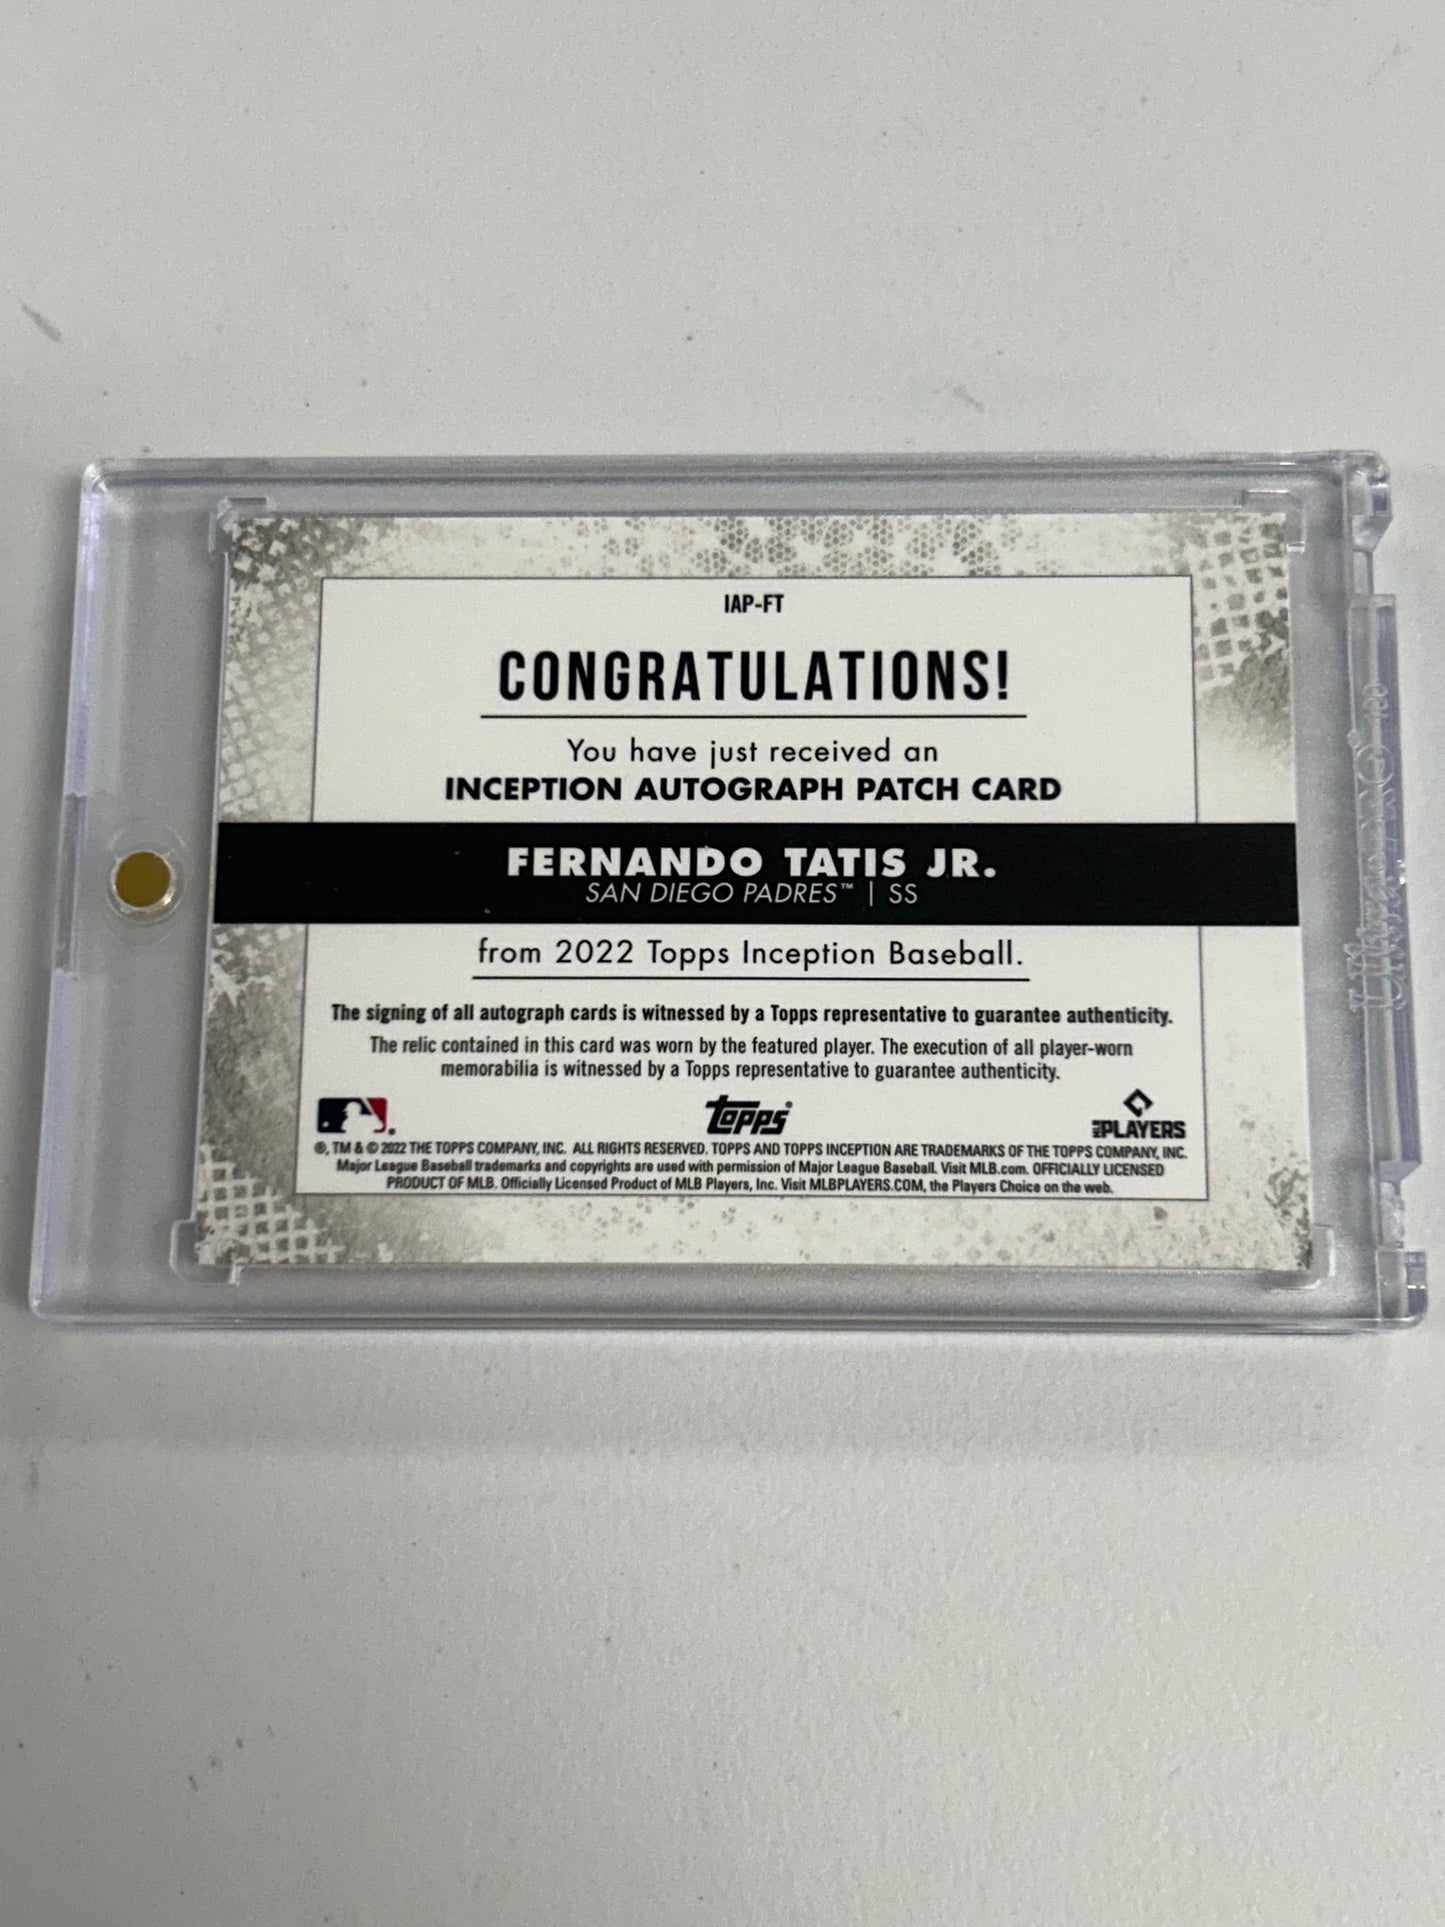 IAP-FT
CONGRATULATIONS!
You have just received an
INCEPTION AUTOGRAPH PATCH CARD
FERNANDO TATIS JR.
SAN DIEGO PADRES™ | SS
from 2022 Topps Inception Baseball.
The signing of all autograph cards is witnessed by a Topps representative to guarantee authenticity.
The relic contained in this card was worn by the featured player. The execution of all player-worn
memorabilia is witnessed by a Topps representative to guarantee authenticity.
topps®
PLAYERS
®, TM & © 2022 THE TOPPS COMPANY, INC. ALL RIGHTS RESERVED. TOPPS AND TOPPS INCEPTION ARE TRADEMARKS OF THE TOPPS COMPANY, INC.
Major League Baseball trademarks and copyrights are used with permission of Major League Baseball. Visit MLB.com. OFFICIALLY LICENSED
PRODUCT OF MLB. Officially Licensed Product of MLB Players, Inc. Visit MLBPLAYERS.COM, the Players Choice on the web.